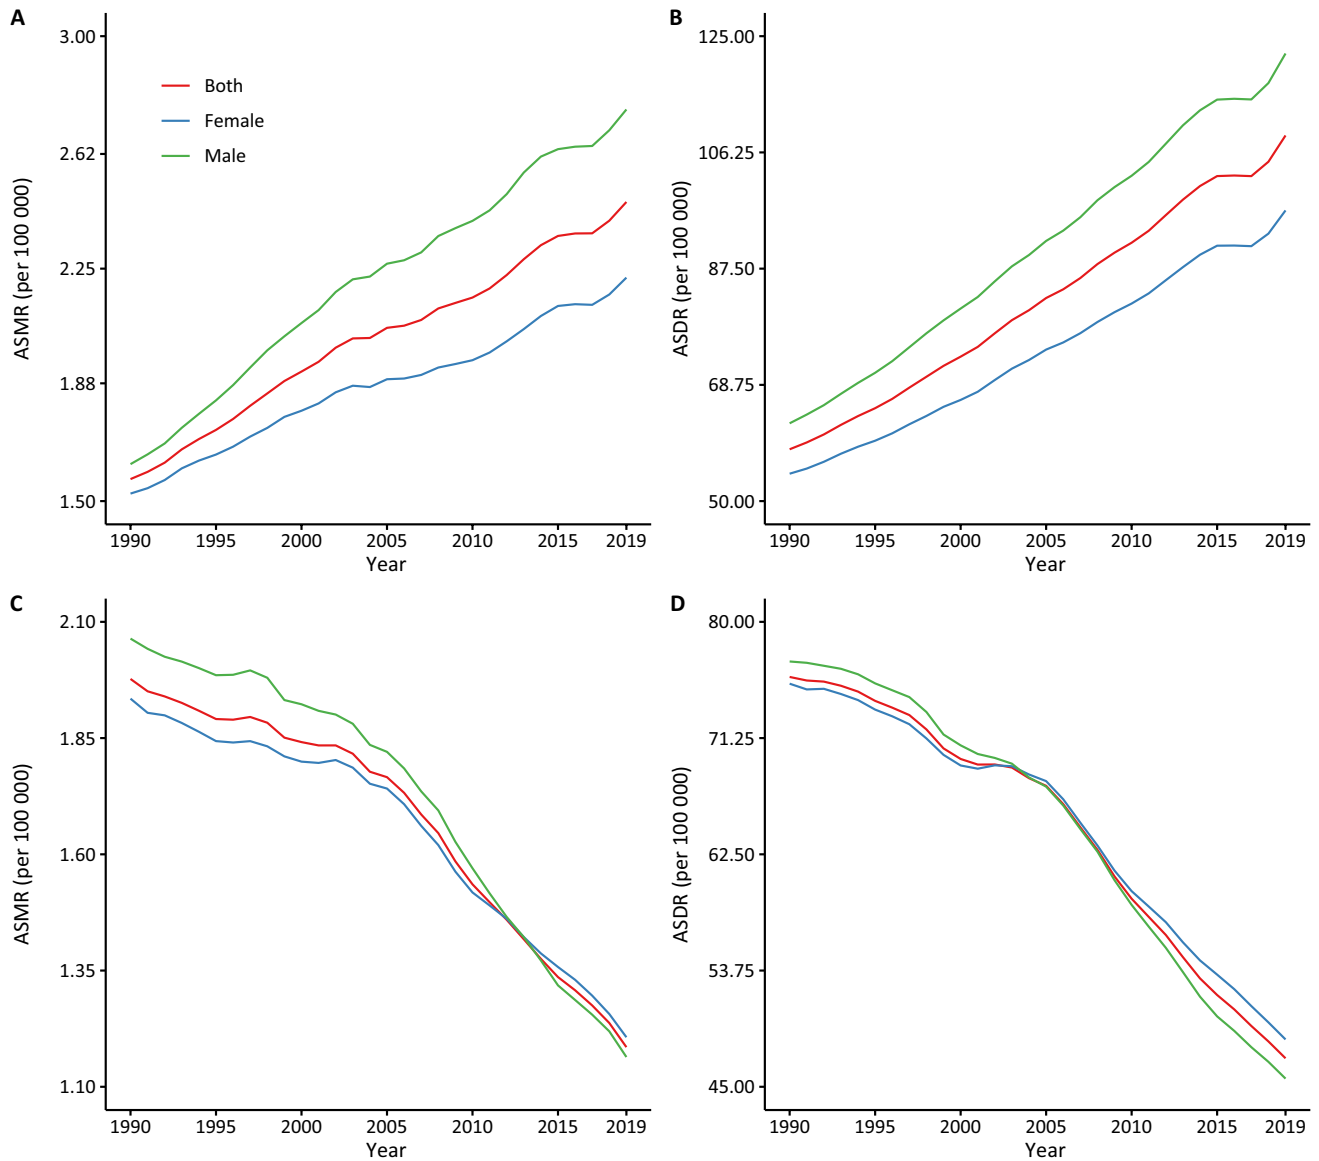 A
3.00
2.62
2.25
1.88
1.50
ASMR (per 100 000)
Both
Female
Male
1990 1995 2000 2005 2010 2015 2019
Year
B
125.00
106.25
87.50
68.75
50.00
ASDR (per 100 000)
1990 1995 2000 2005 2010 2015 2019
Year
C
2.10
1.85
1.60
1.35
1.10
ASMR (per 100 000)
1990 1995 2000 2005 2010 2015 2019
Year
D
80.00
71.25
62.50
53.75
45.00
ASDR (per 100 000)
1990 1995 2000 2005 2010 2015 2019
Year